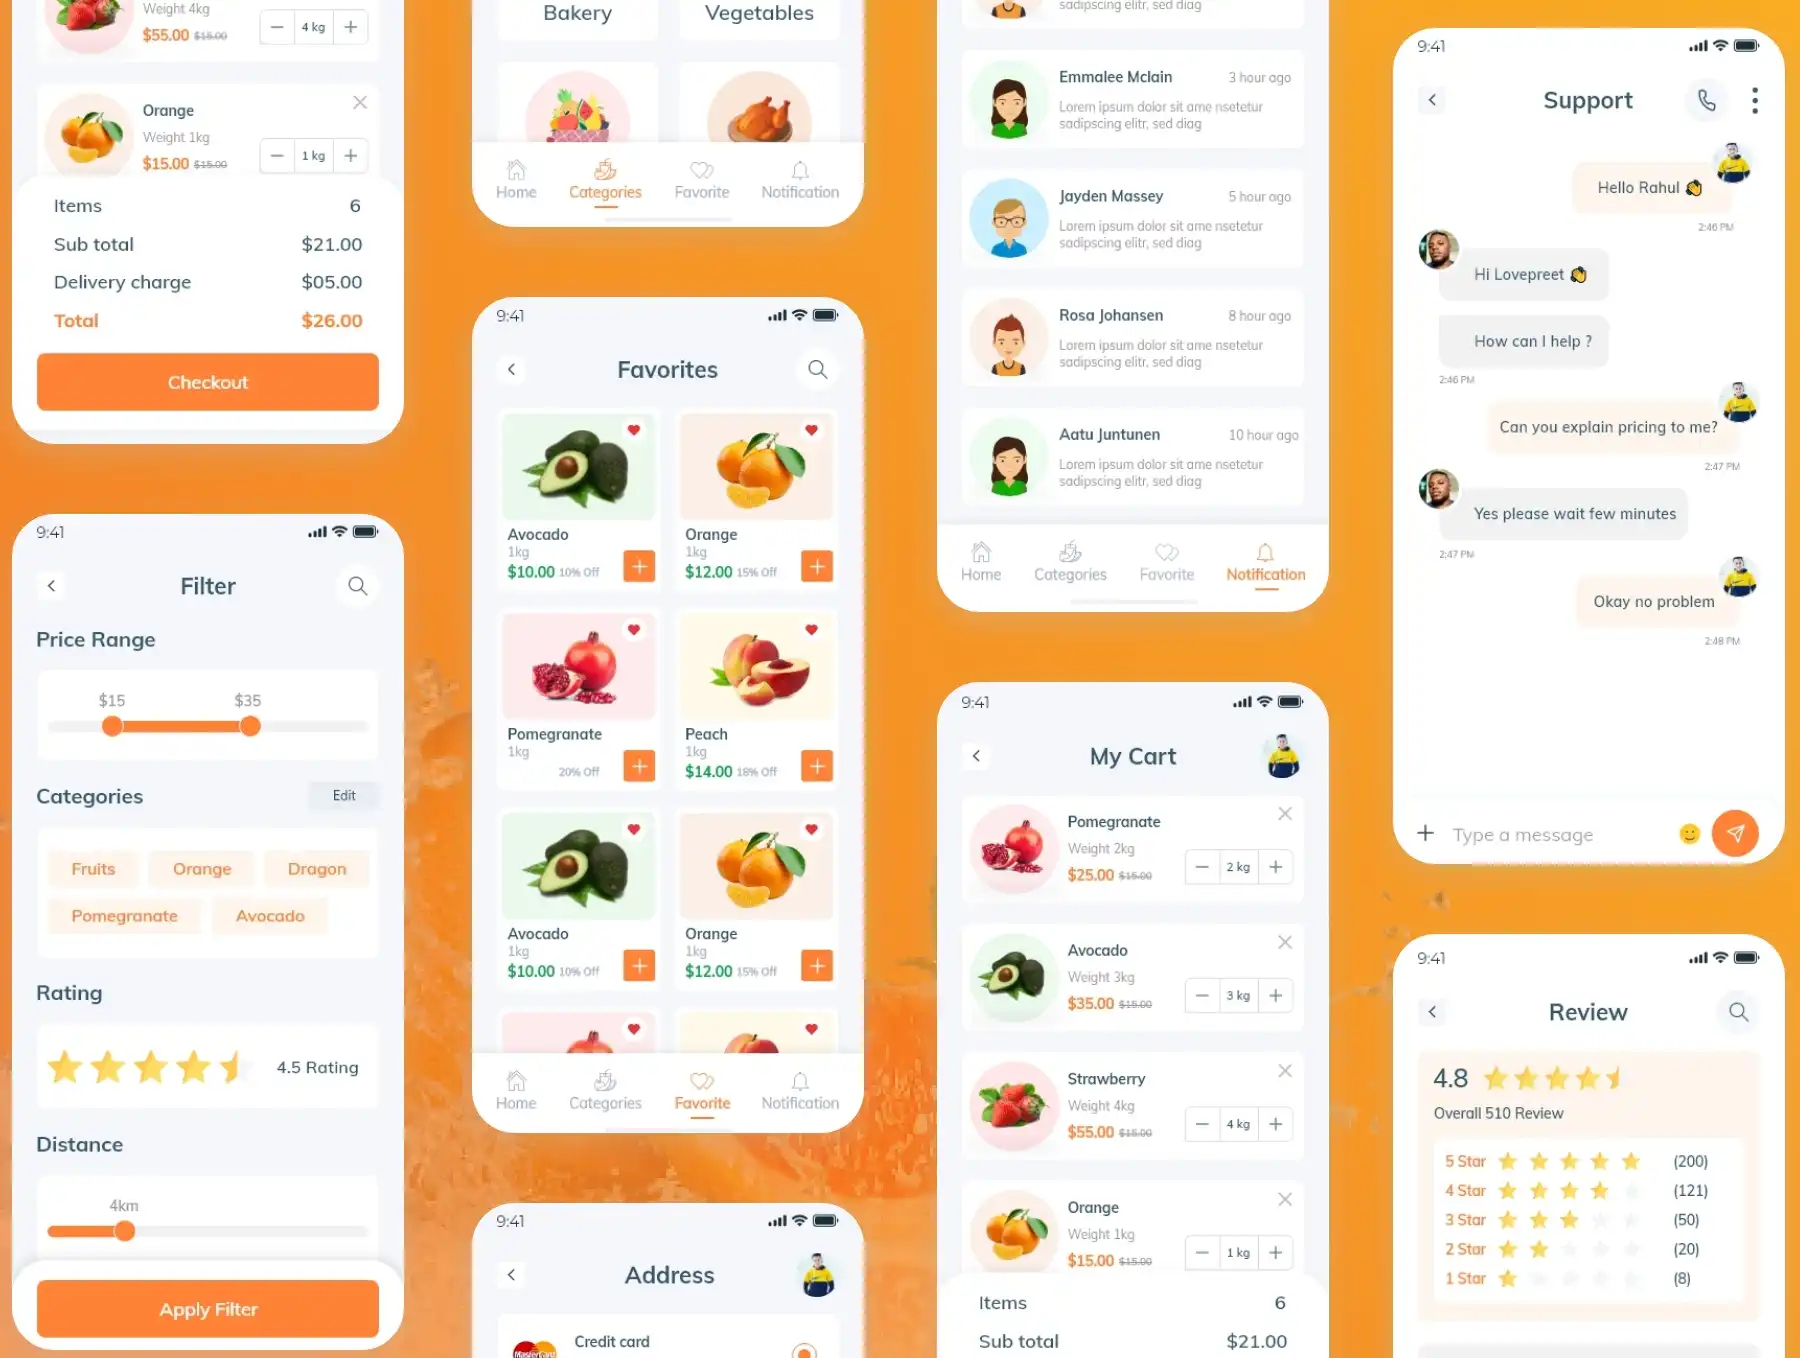 Weight 4kg
$55.00 $15.00
4 kg
Orange
Weight 1kg
$15.00 $15.00
1 kg
Items 6
Sub total $21.00
Delivery charge $05.00
Total $26.00
Checkout
9:41
Filter
Price Range
$15 $35
Categories Edit
Fruits Orange Dragon
Pomegranate Avocado
Rating
4.5 Rating
Distance
4km
Apply Filter
Bakery Vegetables
Home Categories Favorite Notification
9:41
Favorites
Avocado
1kg
$10.00 10% Off
Orange
1kg
$12.00 15% Off
Pomegranate
1kg
20% Off
Peach
1kg
$14.00 18% Off
Avocado
1kg
$10.00 10% Off
Orange
1kg
$12.00 15% Off
Home Categories Favorite Notification
9:41
Address
MasterCard
Credit card
sadipscing elitr, sed diag
Emmalee Mclain 3 hour ago
Lorem ipsum dolor sit ame nsetetur
sadipscing elitr, sed diag
Jayden Massey 5 hour ago
Lorem ipsum dolor sit ame nsetetur
sadipscing elitr, sed diag
Rosa Johansen 8 hour ago
Lorem ipsum dolor sit ame nsetetur
sadipscing elitr, sed diag
Aatu Juntunen 10 hour ago
Lorem ipsum dolor sit ame nsetetur
sadipscing elitr, sed diag
Home Categories Favorite Notification
9:41
My Cart
Pomegranate
Weight 2kg
$25.00 $15.00
2 kg
Avocado
Weight 3kg
$35.00 $15.00
3 kg
Strawberry
Weight 4kg
$55.00 $15.00
4 kg
Orange
Weight 1kg
$15.00 $15.00
1 kg
Items 6
Sub total $21.00
9:41
Support
Hello Rahul 👏
2:46 PM
Hi Lovepreet 👏
How can I help ?
2:46 PM
Can you explain pricing to me?
2:47 PM
Yes please wait few minutes
2:47 PM
Okay no problem
2:48 PM
Type a message
9:41
Review
4.8
Overall 510 Review
5 Star (200)
4 Star (121)
3 Star (50)
2 Star (20)
1 Star (8)